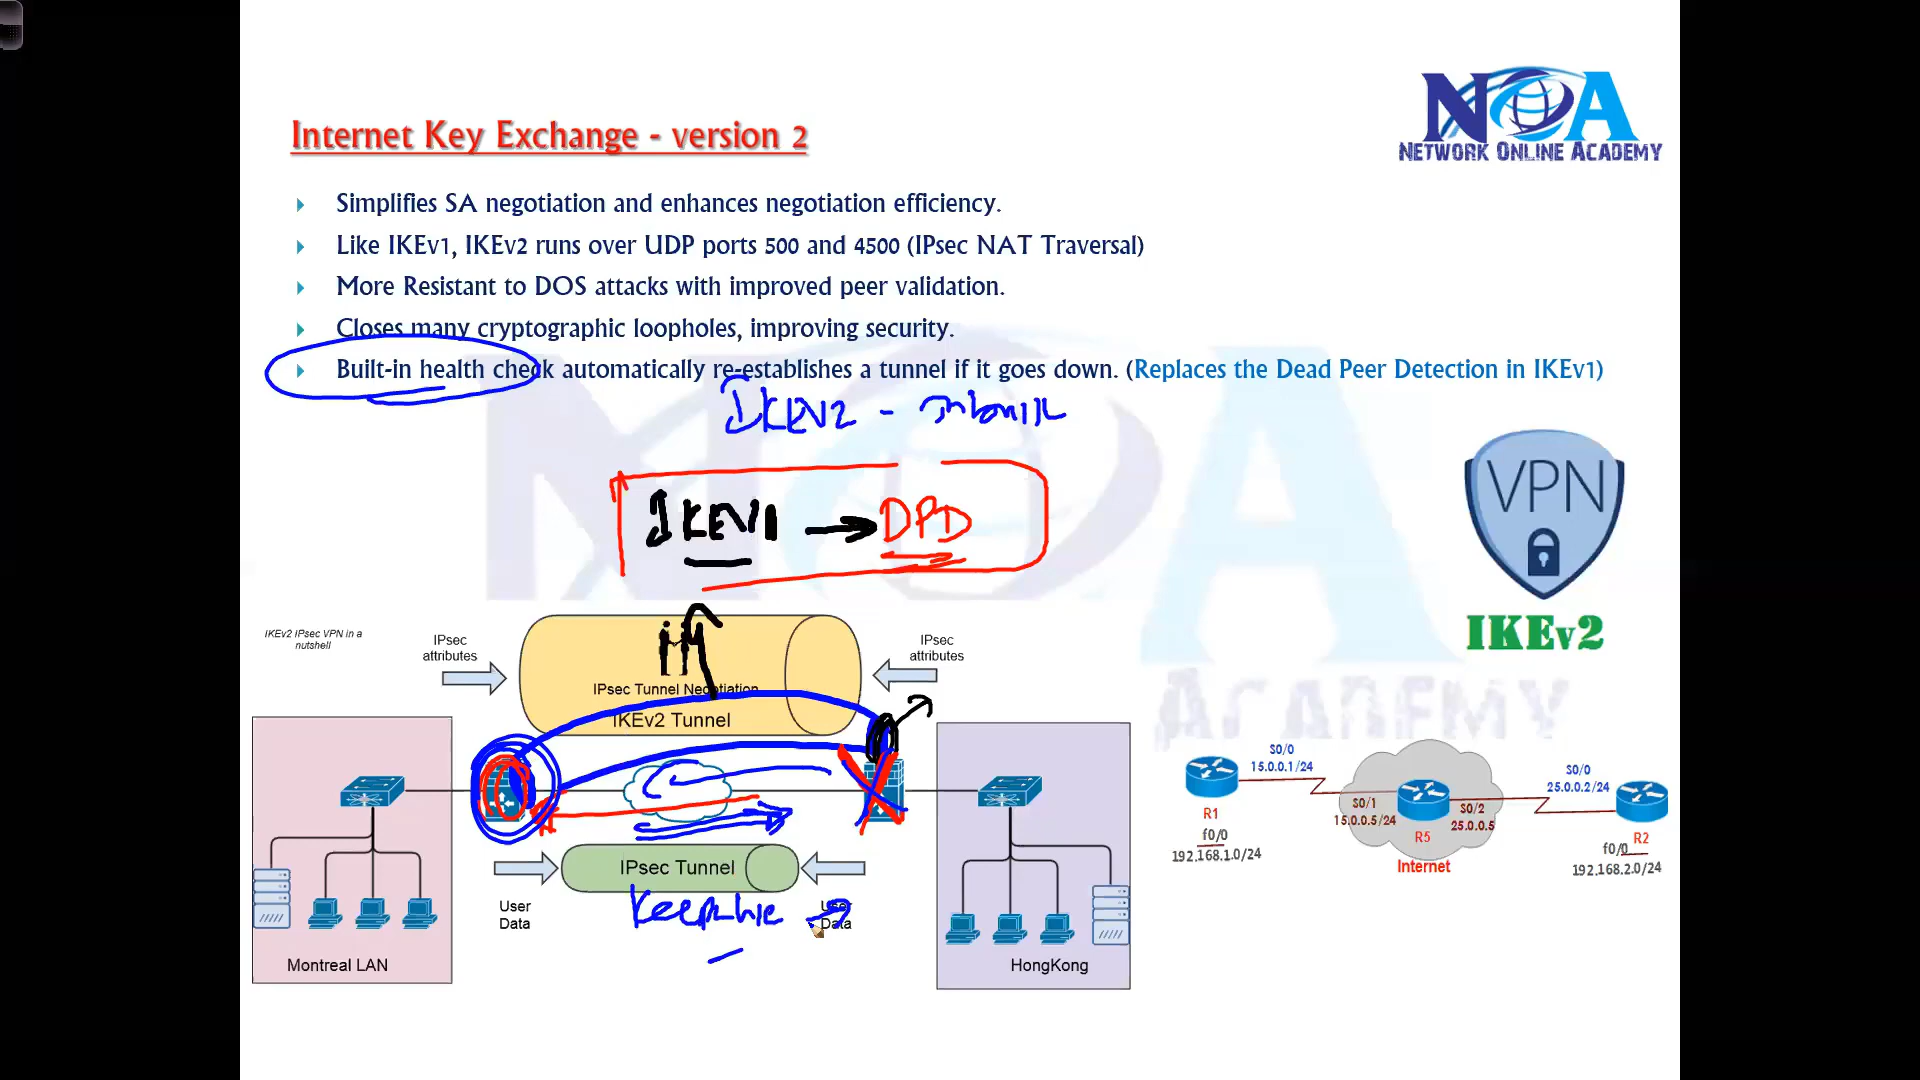 NOA
NETWORK ONLINE ACADEMY
Internet Key Exchange - version 2
Simplifies SA negotiation and enhances negotiation efficiency.
Like IKEv1, IKEv2 runs over UDP ports 500 and 4500 (IPsec NAT Traversal)
More Resistant to DOS attacks with improved peer validation.
Closes many cryptographic loopholes, improving security.
Built-in health check automatically re-establishes a tunnel if it goes down. (Replaces the Dead Peer Detection in IKEv1)
IKEV2 -
IKEV1 → DPD
VPN
IKEv2
IKEv2 IPsec VPN in a
nutshell
IPsec
attributes
IPsec
attributes
IPsec Tunnel Negotiation
IKEv2 Tunnel
IPsec Tunnel
Keepalive
User
Data
User
Data
Montreal LAN
HongKong
ACADEMY
S0/0
15.0.0.1/24
R1
f0/0
192.168.1.0/24
S0/1
15.0.0.5/24
R5
S0/2
25.0.0.5
Internet
S0/0
25.0.0.2/24
R2
f0/0
192.168.2.0/24